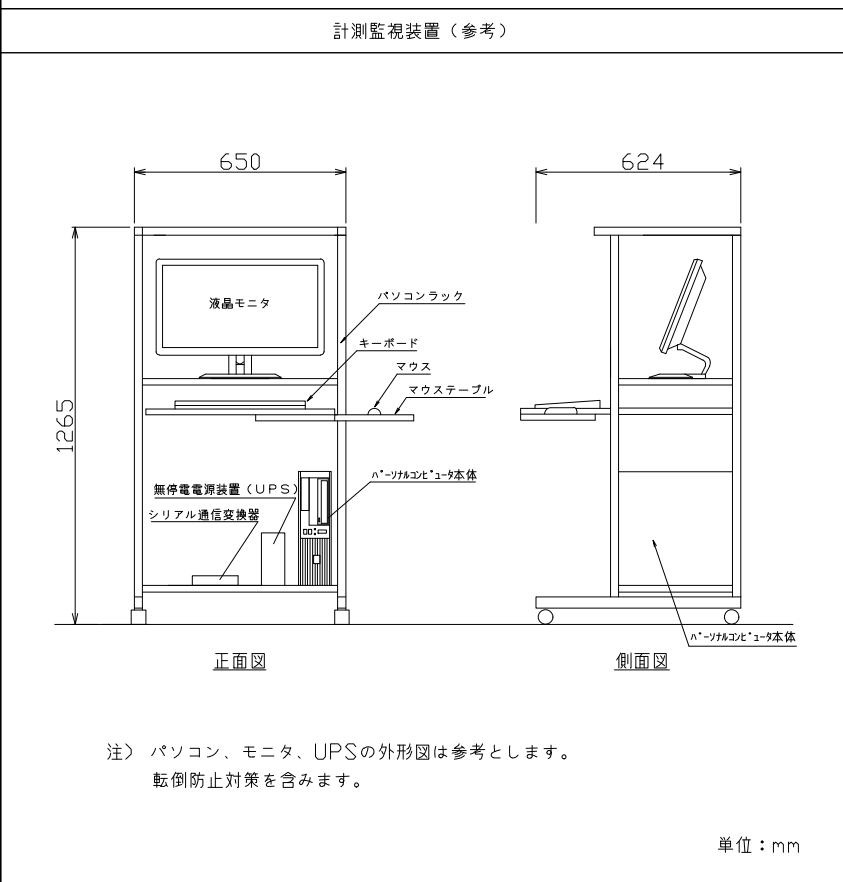 計測監視装置（参考）
650
624
液晶モニタ
パソコンラック
キーボード
マウス
マウステーブル
1265
無停電電源装置（UPS）
ﾊﾟｰｿﾅﾙｺﾝﾋﾟｭｰﾀ本体
シリアル通信変換器
ﾊﾟｰｿﾅﾙｺﾝﾋﾟｭｰﾀ本体
正面図
側面図
注） パソコン、モニタ、UPSの外形図は参考とします。
転倒防止対策を含みます。
単位：mm